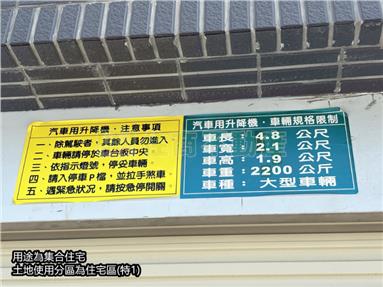 汽車用升降機．注意事項
一、除駕駛者，其餘人員勿進入
二、車輛請停於車台板中央。
三、依指示燈號，停妥車輛。
四、請入停車P檔，並拉手煞車。
五、遇緊急狀況，請按急停開關。
汽車用升降機．車輛規格限制
車長：4.8 公尺
車寬：2.1 公尺
車高：1.9 公尺
車重：2200 公斤
車種：大型車輛
用途為集合住宅
土地使用分區為住宅區(特1)